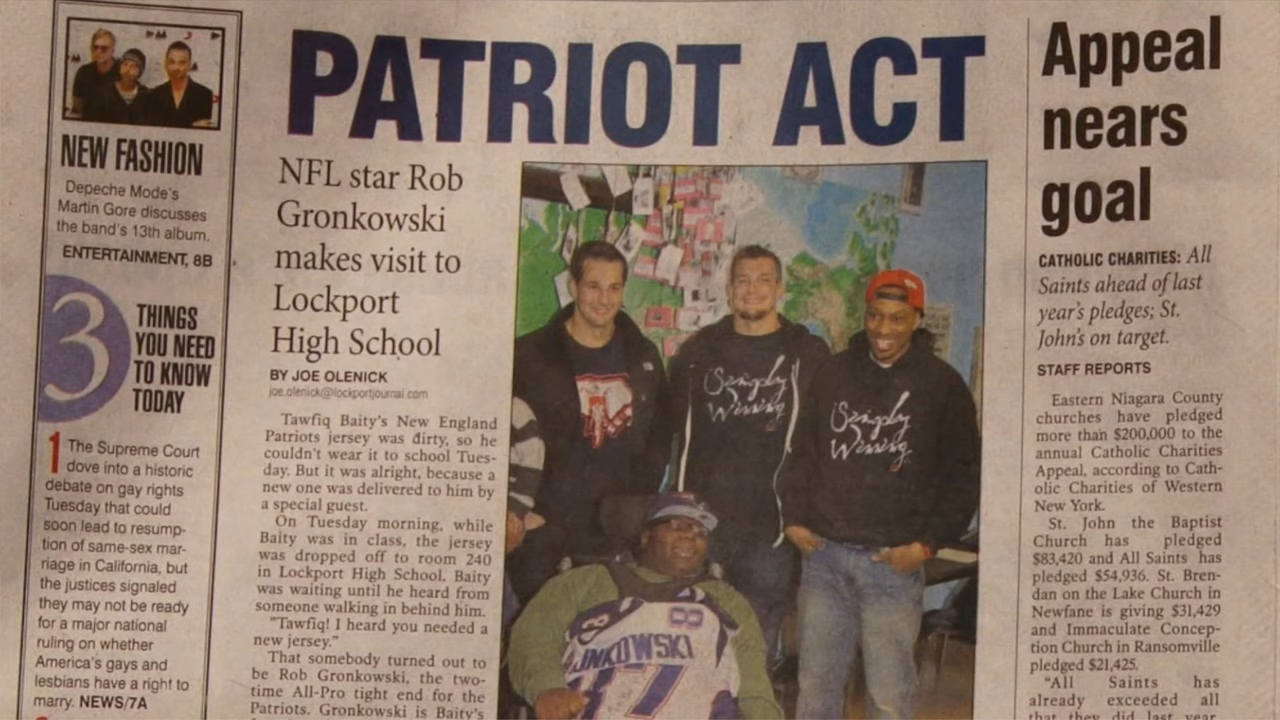 NEW FASHION
Depeche Mode's
Martin Gore discusses
the band's 13th album.
ENTERTAINMENT, 8B
3
THINGS
YOU NEED
TO KNOW
TODAY
1 The Supreme Court
dove into a historic
debate on gay rights
Tuesday that could
soon lead to resump-
tion of same-sex mar-
riage in California, but
the justices signaled
they may not be ready
for a major national
ruling on whether
America's gays and
lesbians have a right to
marry. NEWS/7A
PATRIOT ACT
NFL star Rob
Gronkowski
makes visit to
Lockport
High School
BY JOE OLENICK
joe.olenick@lockportjournal.com
Tawfiq Baity's New England
Patriots jersey was dirty, so he
couldn't wear it to school Tues-
day. But it was alright, because a
new one was delivered to him by
a special guest.
On Tuesday morning, while
Baity was in class, the jersey
was dropped off to room 240
in Lockport High School. Baity
was waiting until he heard from
someone walking in behind him.
"Tawfiq! I heard you needed a
new jersey."
That somebody turned out to
be Rob Gronkowski, the two-
time All-Pro tight end for the
Patriots. Gronkowski is Baity's
Simply
Winning
Simply
Winning
8
8
NKOWSKI
7
Appeal
nears
goal
CATHOLIC CHARITIES: All
Saints ahead of last
year's pledges; St.
John's on target.
STAFF REPORTS
Eastern Niagara County
churches have pledged
more than $200,000 to the
annual Catholic Charities
Appeal, according to Cath-
olic Charities of Western
New York.
St. John the Baptist
Church has pledged
$83,420 and All Saints has
pledged $54,936. St. Bren-
dan on the Lake Church in
Newfane is giving $31,429
and Immaculate Concep-
tion Church in Ransomville
pledged $21,425.
"All Saints has
already exceeded all
that they did last year